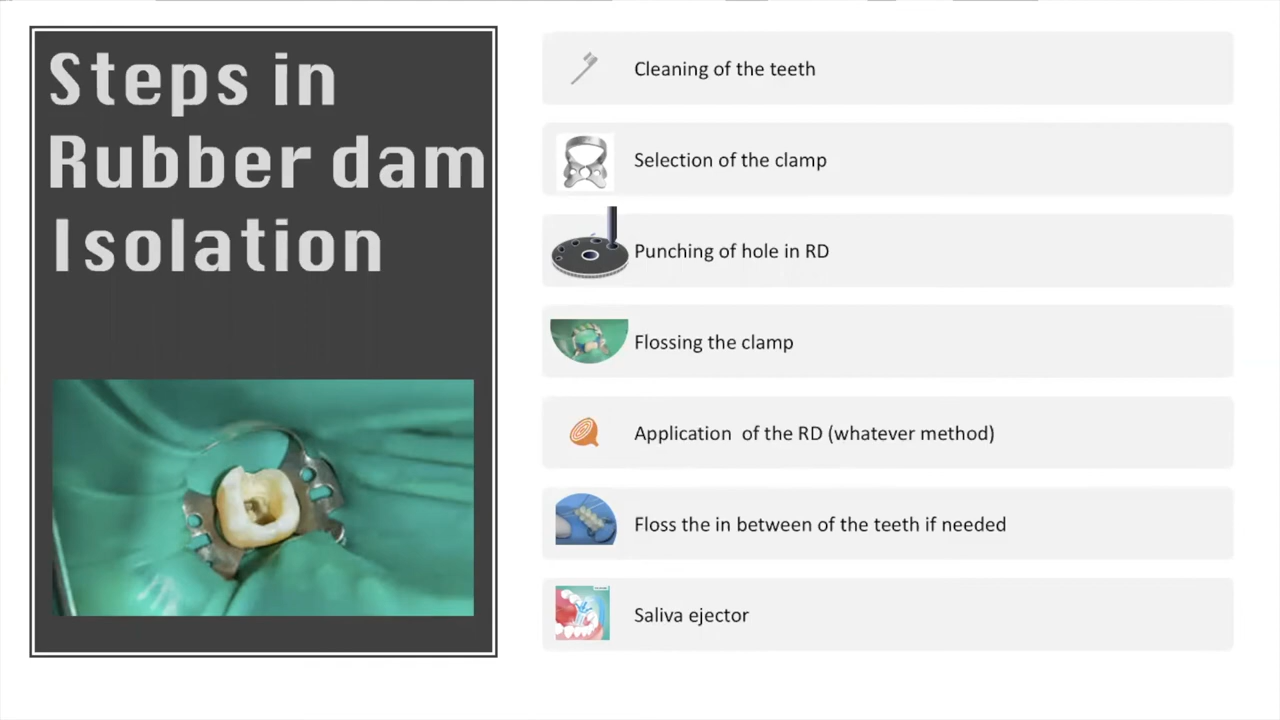 Steps in
Rubber dam
Isolation
Cleaning of the teeth
Selection of the clamp
Punching of hole in RD
Flossing the clamp
Application of the RD (whatever method)
Floss the in between of the teeth if needed
Saliva ejector